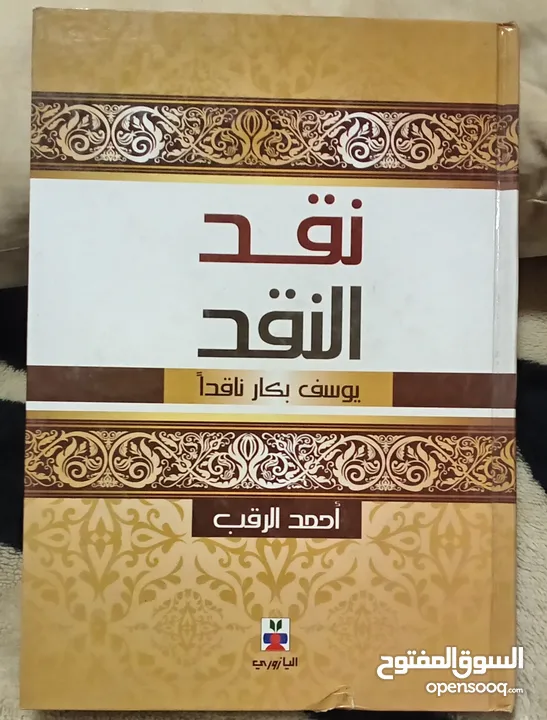 نقد
النقد
يوسف بكار ناقداً
أحمد الرقب
اليازوري
السوق المفتوح
opensooq.com